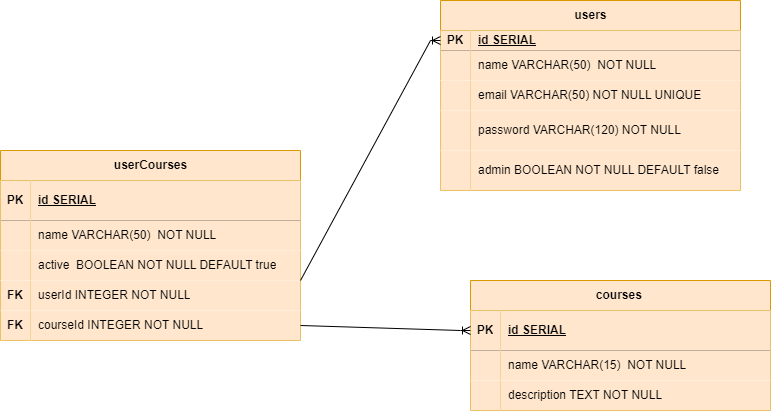 users
PK id SERIAL
name VARCHAR(50)  NOT NULL
email VARCHAR(50) NOT NULL UNIQUE
password VARCHAR(120) NOT NULL
admin BOOLEAN NOT NULL DEFAULT false
userCourses
PK id SERIAL
name VARCHAR(50)  NOT NULL
active  BOOLEAN NOT NULL DEFAULT true
FK userId INTEGER NOT NULL
FK courseId INTEGER NOT NULL
courses
PK id SERIAL
name VARCHAR(15)  NOT NULL
description TEXT NOT NULL